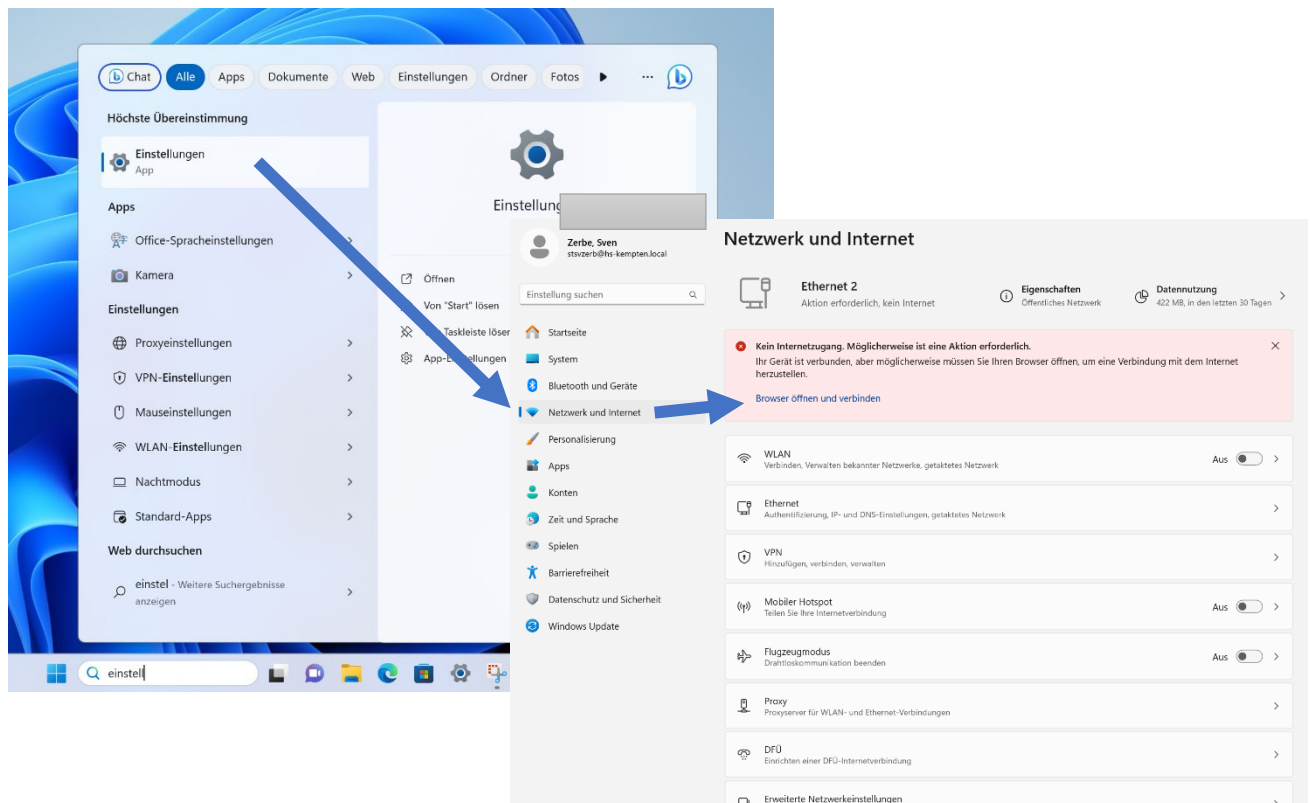 Chat
Alle
Apps
Dokumente
Web
Einstellungen
Ordner
Fotos
Höchste Übereinstimmung
Einstellungen
App
Apps
Office-Spracheinstellungen
Kamera
Einstellungen
Proxyeinstellungen
VPN-Einstellungen
Mauseinstellungen
WLAN-Einstellungen
Nachtmodus
Standard-Apps
Web durchsuchen
einstel - Weitere Suchergebnisse
anzeigen
einstell
Öffnen
Von "Start" lösen
Taskleiste
App-
Zerbe, Sven
stsvzerb@hs-kempten.local
Einstellung suchen
Startseite
System
Bluetooth und Geräte
Netzwerk und Internet
Personalisierung
Apps
Konten
Zeit und Sprache
Spielen
Barrierefreiheit
Datenschutz und Sicherheit
Windows Update
Netzwerk und Internet
Ethernet 2
Aktion erforderlich, kein Internet
Eigenschaften
Öffentliches Netzwerk
Datennutzung
422 MB, in den letzten 30 Tagen
Kein Internetzugang. Möglicherweise ist eine Aktion erforderlich.
Ihr Gerät ist verbunden, aber möglicherweise müssen Sie Ihren Browser öffnen, um eine Verbindung mit dem Internet
herzustellen.
Browser öffnen und verbinden
WLAN
Verbinden, Verwalten bekannter Netzwerke, getaktetes Netzwerk
Aus
Ethernet
Authentifizierung, IP- und DNS-Einstellungen, getaktetes Netzwerk
VPN
Hinzufügen, verbinden, verwalten
Mobiler Hotspot
Teilen Sie Ihre Internetverbindung
Aus
Flugzeugmodus
Drahtloskommunikation beenden
Aus
Proxy
Proxyserver für WLAN- und Ethernet-Verbindungen
DFÜ
Einrichten einer DFÜ-Internetverbindung
Erweiterte Netzwerkeinstellungen